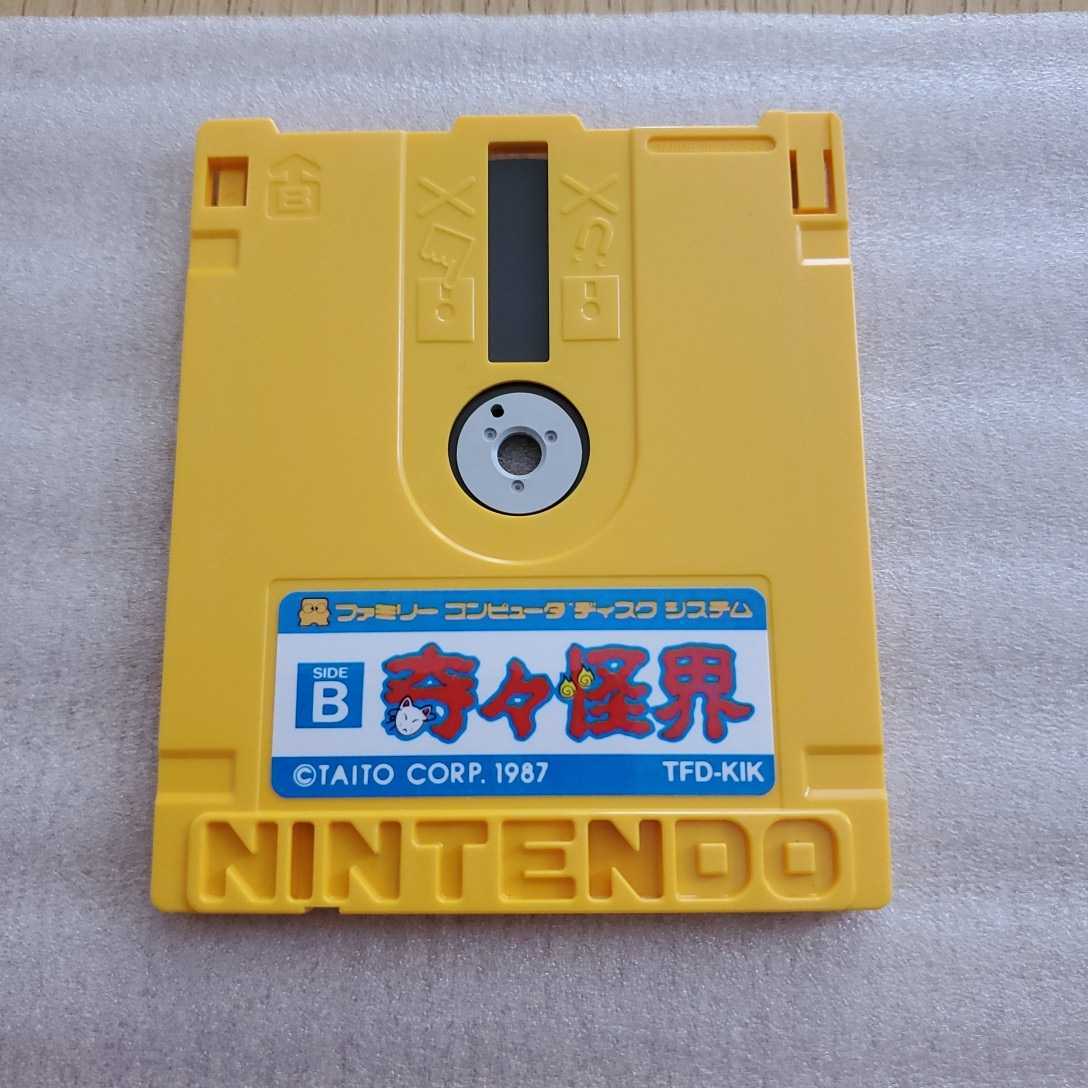 B
ファミリー コンピュータ ディスク システム
SIDE
B
奇々怪界
©TAITO CORP. 1987
TFD-KIK
NINTENDO